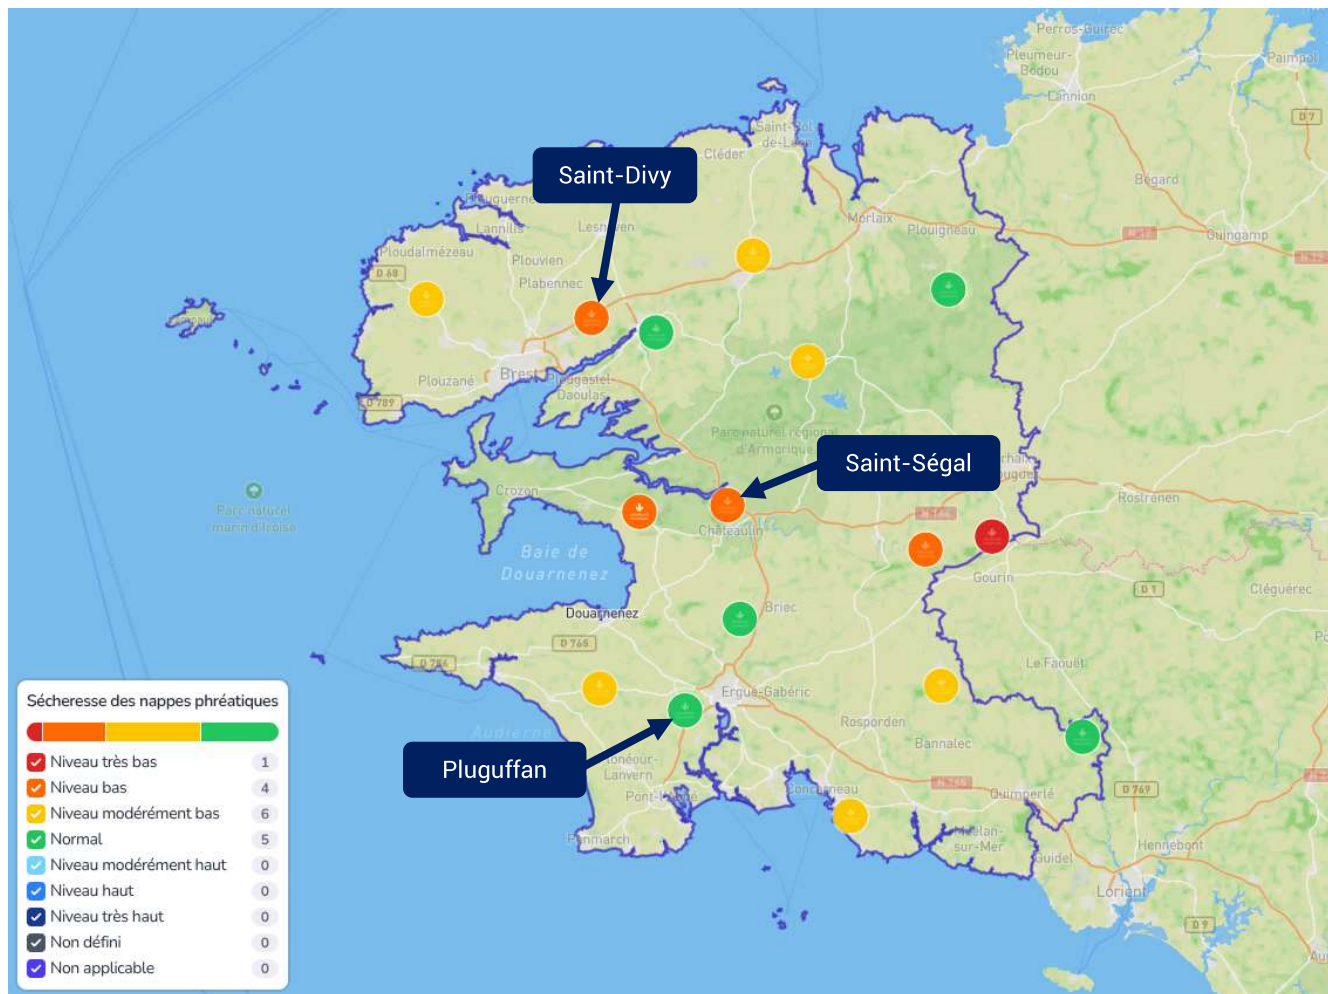 Perros-Guirec
Pleumeur-
Bodou
Paimpol
Lannion
D 7
Saint-Pol-
de-Léon
Cléder
Saint-Divy
Bégard
Lannilis
Lesneven
Morlaix
Plouigneau
Guingamp
Ploudalmézeau
Plouvien
D 68
Plabennec
Brest
Plouzané
Plougastel-
Daoulas
D 789
Parc naturel régional
d'Armorique
Saint-Ségal
Crozon
Rostrenen
Parc naturel
marin d'Iroise
Châteaulin
Baie de
Douarnenez
Gourin
D 1
Cléguérec
Douarnenez
Briec
D 765
D 784
Le Faouët
Sécheresse des nappes phréatiques
Ergué-Gabéric
Rosporden
Bannalec
Audierne
Pluguffan
Niveau très bas 1
Niveau bas 4
Niveau modérément bas 6
Normal 5
Niveau modérément haut 0
Niveau haut 0
Niveau très haut 0
Non défini 0
Non applicable 0
Concarneau
D 769
Quimperlé
Penmarch
Moëlan-
sur-Mer
Hennebont
Guidel
Lorient
D 9